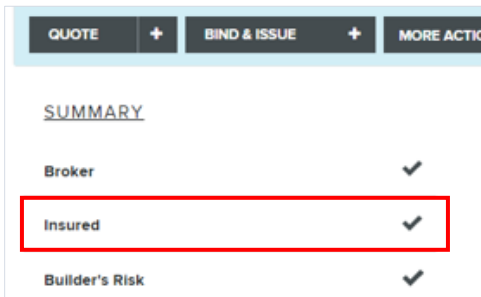 QUOTE + BIND & ISSUE + MORE ACTIO
SUMMARY
Broker
Insured
Builder's Risk